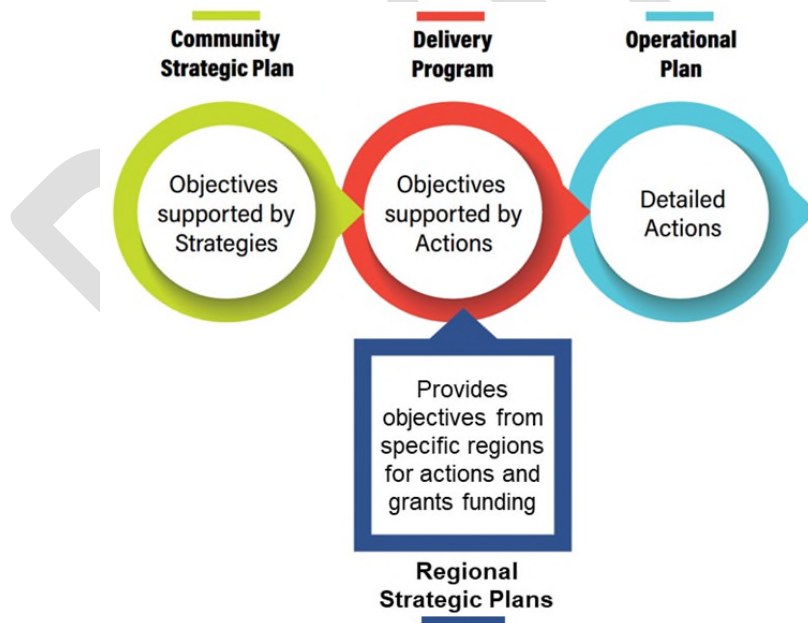 Community
Strategic Plan
Delivery
Program
Operational
Plan
Objectives
supported by
Strategies
Objectives
supported by
Actions
Detailed
Actions
Provides
objectives from
specific regions
for actions and
grants funding
Regional
Strategic Plans